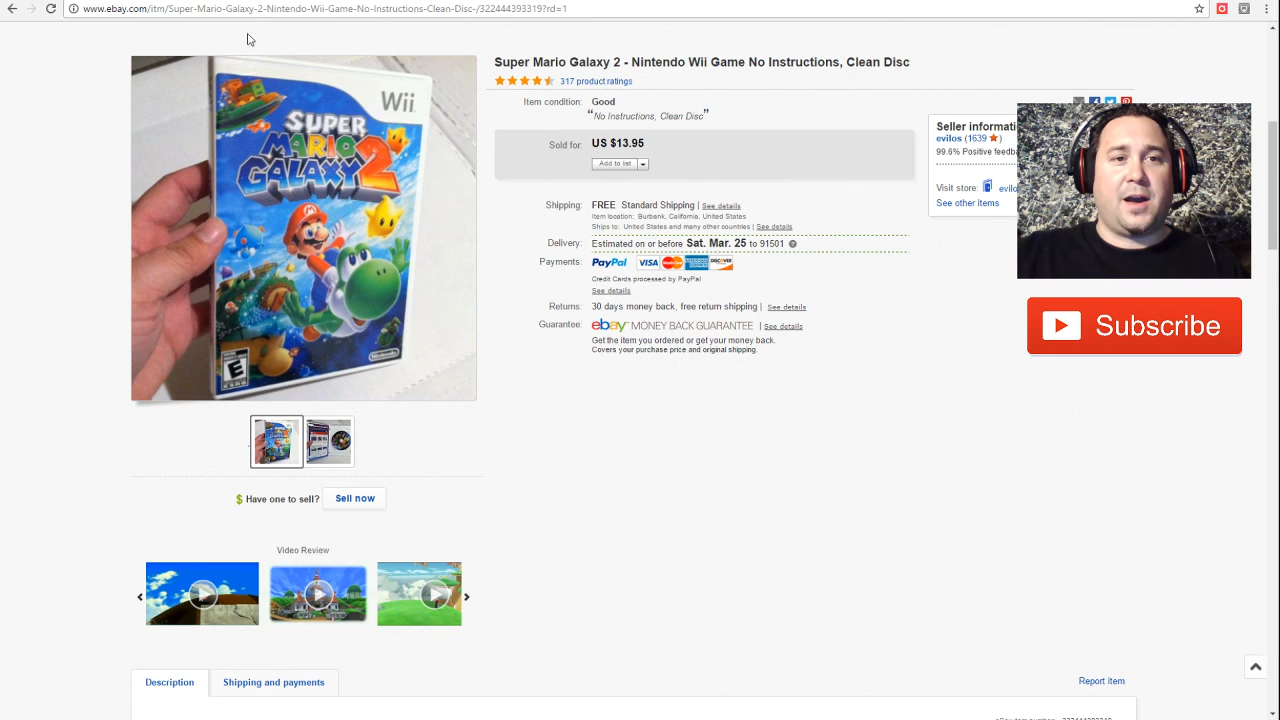 www.ebay.com/itm/Super-Mario-Galaxy-2-Nintendo-Wii-Game-No-Instructions-Clean-Disc-/322444393319?rd=1
Super Mario Galaxy 2 - Nintendo Wii Game No Instructions, Clean Disc
317 product ratings
Item condition: Good
“No Instructions, Clean Disc”
Sold for: US $13.95
Add to list
Shipping: FREE Standard Shipping | See details
Item location: Burbank, California, United States
Ships to: United States and many other countries | See details
Delivery: Estimated on or before Sat. Mar. 25 to 91501
Payments: PayPal VISA
Credit Cards processed by PayPal
See details
Returns: 30 days money back, free return shipping | See details
Guarantee: ebay MONEY BACK GUARANTEE | See details
Get the item you ordered or get your money back.
Covers your purchase price and original shipping.
Seller informati
evilos (1639)
99.6% Positive feedb
Visit store: evilo
See other items
Subscribe
Wii
SUPER
MARIO
GALAXY 2
E
Nintendo
$ Have one to sell? Sell now
Video Review
Description
Shipping and payments
Report item